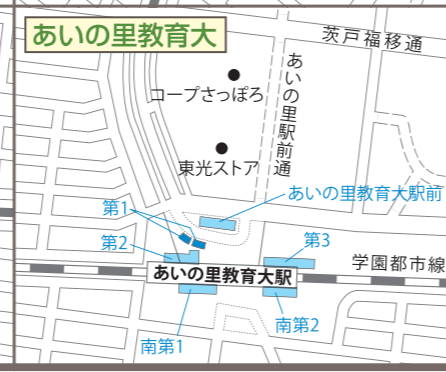 あいの里教育大
茨戸福移通
あいの里駅前通
コープさっぽろ
東光ストア
あいの里教育大駅前
第1
第2
第3
学園都市線
あいの里教育大駅
南第1
南第2